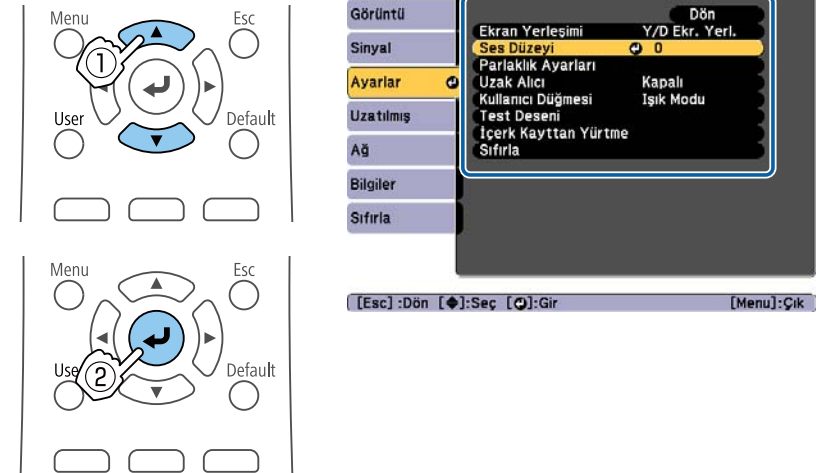 Menu
Esc
1
User
Default
Menu
Esc
User
2
Default
Görüntü
Sinyal
Ayarlar
Uzatılmış
Ağ
Bilgiler
Sıfırla
Dön
Ekran Yerleşimi Y/D Ekr. Yerl.
Ses Düzeyi 0
Parlaklık Ayarları
Uzak Alıcı Kapalı
Kullanıcı Düğmesi Işık Modu
Test Deseni
İçerk Kayttan Yürtme
Sıfırla
[Esc] :Dön [◆]:Seç [⏎]:Gir [Menu]:Çık